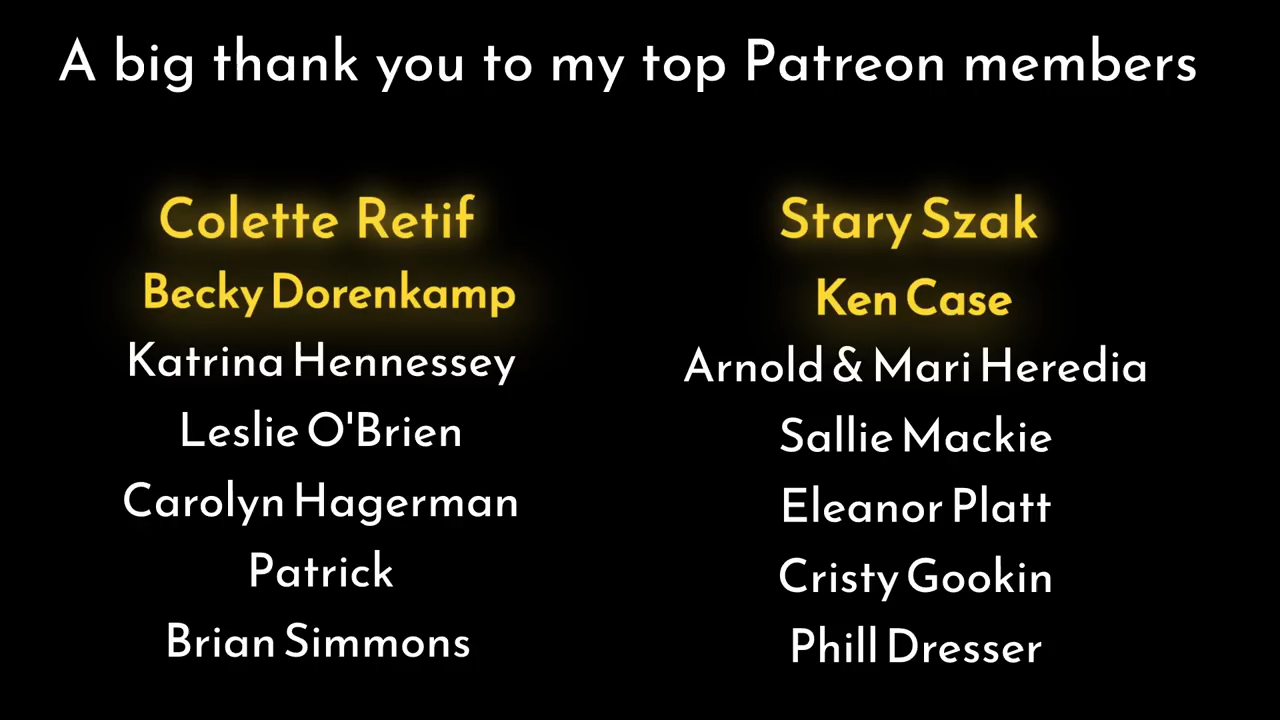 A big thank you to my top Patreon members
Colette Retif
Becky Dorenkamp
Katrina Hennessey
Leslie O'Brien
Carolyn Hagerman
Patrick
Brian Simmons
Stary Szak
Ken Case
Arnold & Mari Heredia
Sallie Mackie
Eleanor Platt
Cristy Gookin
Phill Dresser